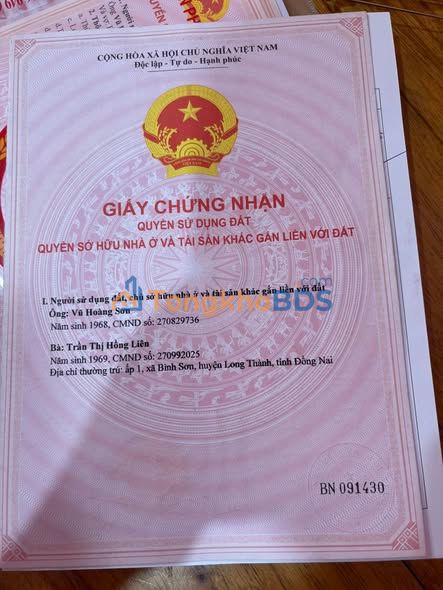 CỘNG HÒA XÃ HỘI CHỦ NGHĨA VIỆT NAM
Độc lập - Tự do - Hạnh phúc
GIẤY CHỨNG NHẬN
QUYỀN SỬ DỤNG ĐẤT
QUYỀN SỞ HỮU NHÀ Ở VÀ TÀI SẢN KHÁC GẮN LIỀN VỚI ĐẤT
I. Người sử dụng đất, chủ sở hữu nhà ở và tài sản khác gắn liền với đất
Ông: Vũ Hoàng Sơn
Năm sinh 1968, CMND số: 270829736
TongkhoBDS.com
Bà: Trần Thị Hồng Liên
Năm sinh 1969, CMND số: 270992025
Địa chỉ thường trú: ấp 1, xã Bình Sơn, huyện Long Thành, tỉnh Đồng Nai
BN 091430